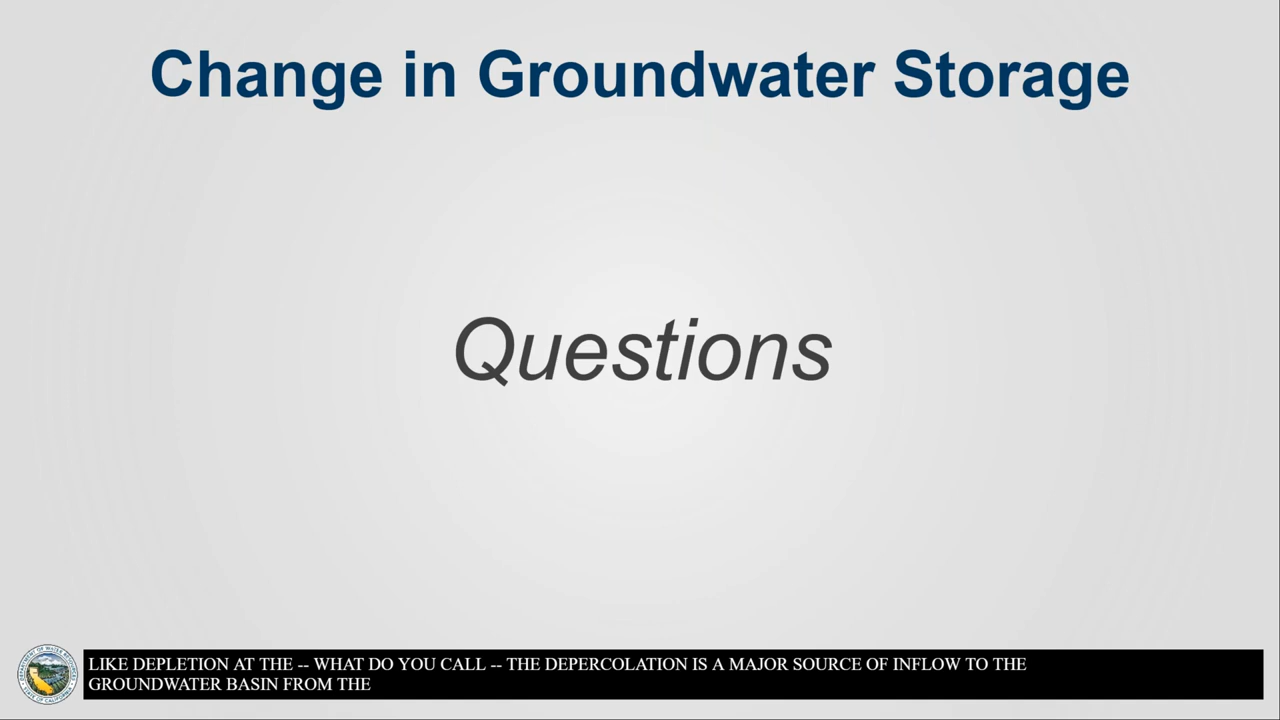 Change in Groundwater Storage
Questions
LIKE DEPLETION AT THE -- WHAT DO YOU CALL -- THE DEPERCOLATION IS A MAJOR SOURCE OF INFLOW TO THE
GROUNDWATER BASIN FROM THE